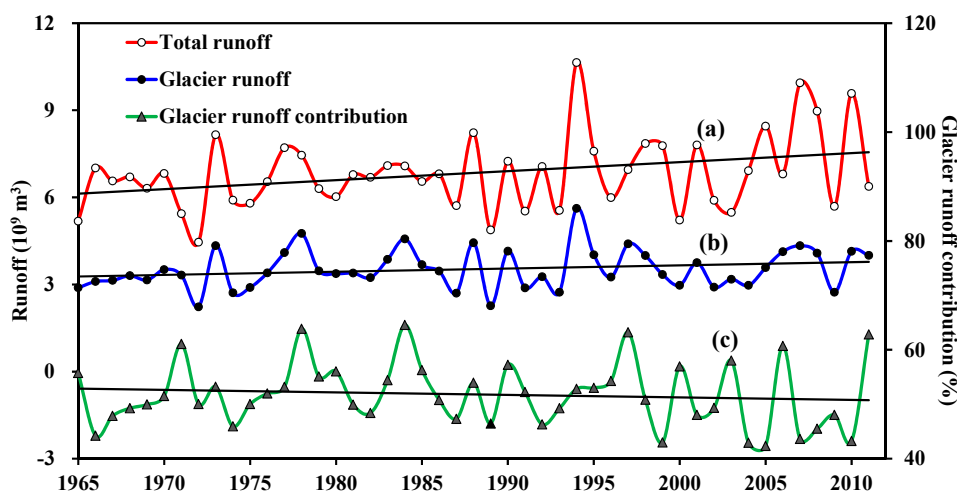 12
9
6
3
0
-3
Runoff (10⁹ m³)
Total runoff
Glacier runoff
Glacier runoff contribution
(a)
(b)
(c)
120
100
80
60
40
Glacier runoff
contribution (%)
1965 1970 1975 1980 1985 1990 1995 2000 2005 2010